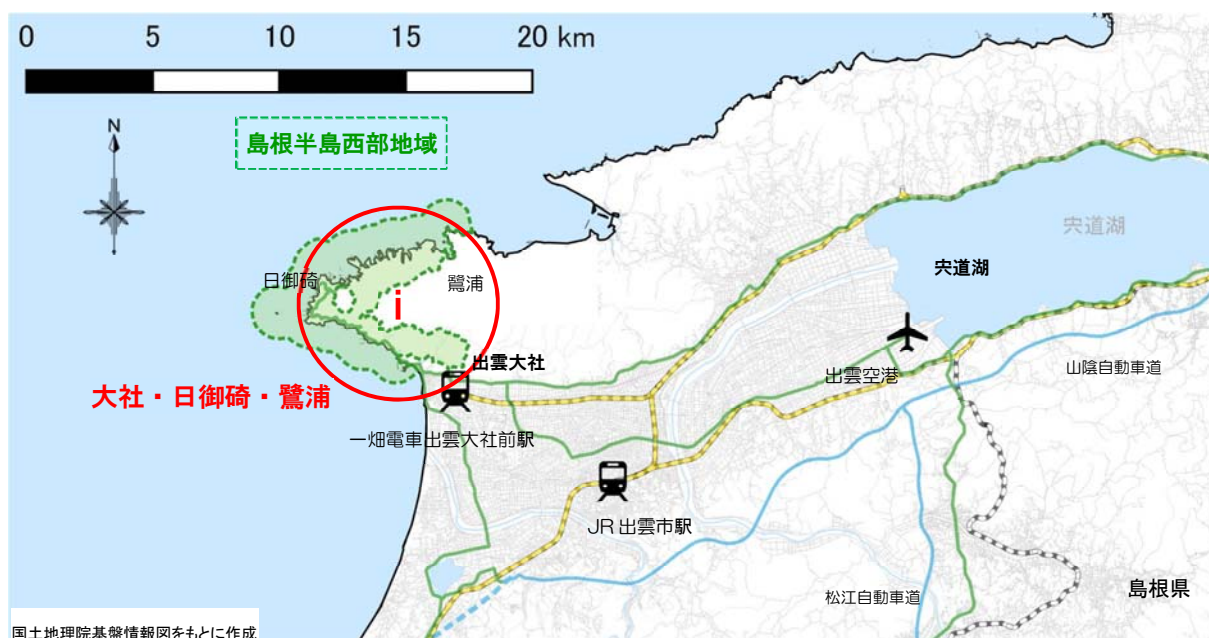 0 5 10 15 20 km
N
島根半島西部地域
宍道湖
宍道湖
日御碕
鷺浦
i
出雲大社
大社・日御碕・鷺浦
出雲空港
山陰自動車道
一畑電車出雲大社前駅
JR出雲市駅
松江自動車道
島根県
国土地理院基盤情報図をもとに作成